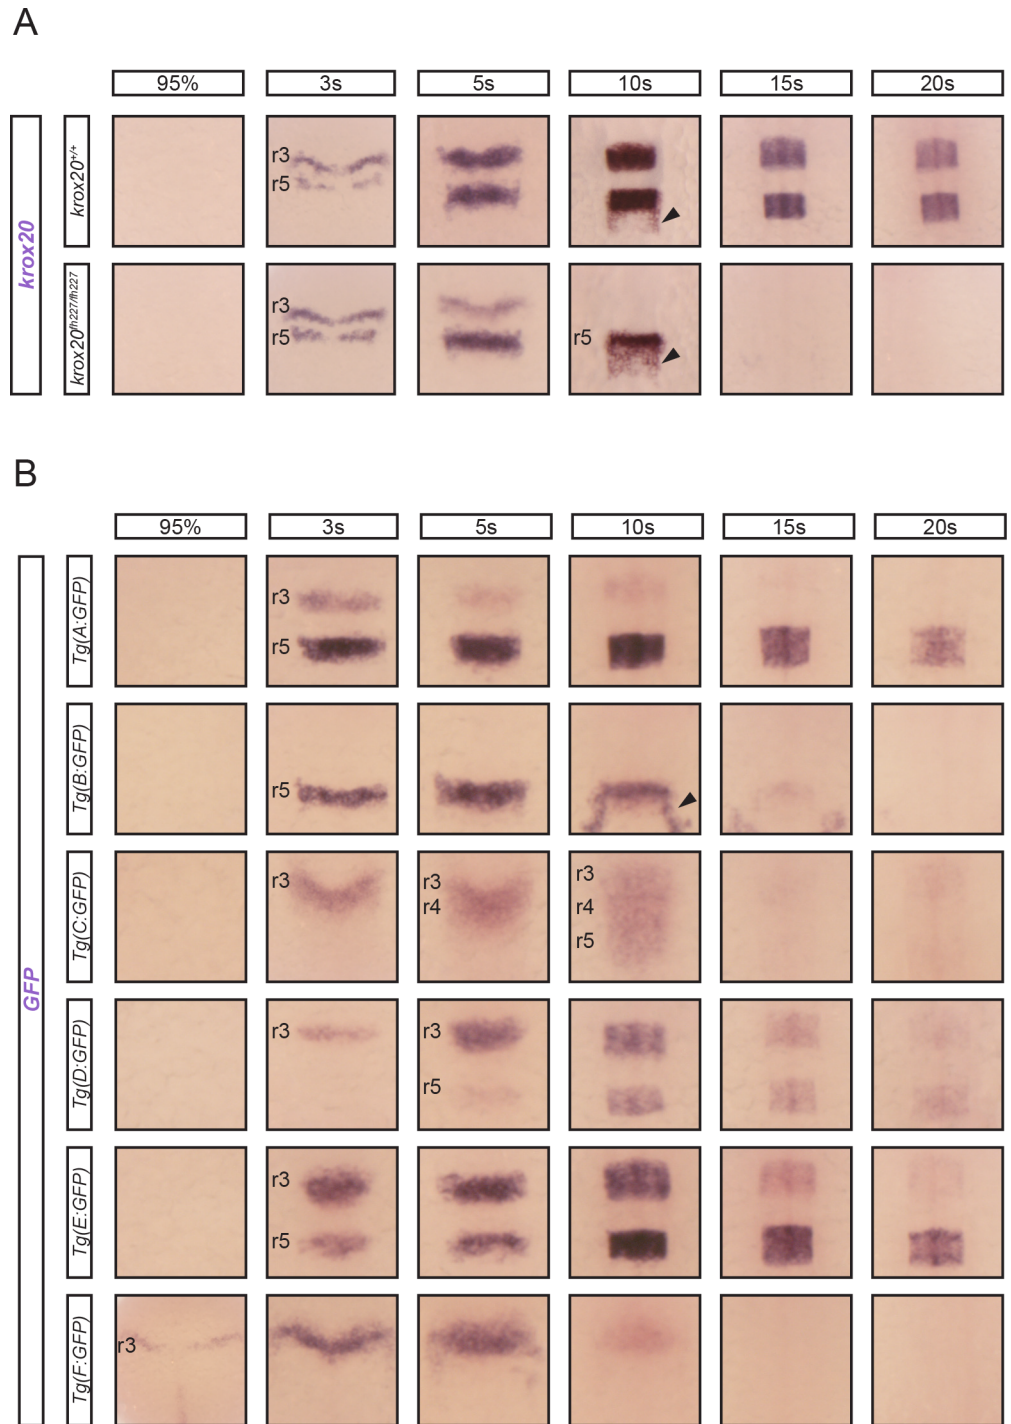 A
95% 3s 5s 10s 15s 20s
krox20
krox20+/+
r3
r5
krox20fh227/fh227
r3
r5
r5
B
95% 3s 5s 10s 15s 20s
GFP
Tg(A:GFP)
r3
r5
Tg(B:GFP)
r5
Tg(C:GFP)
r3 r3 r3
r4 r4
r5
Tg(D:GFP)
r3 r3
r5
Tg(E:GFP)
r3
r5
Tg(F:GFP)
r3